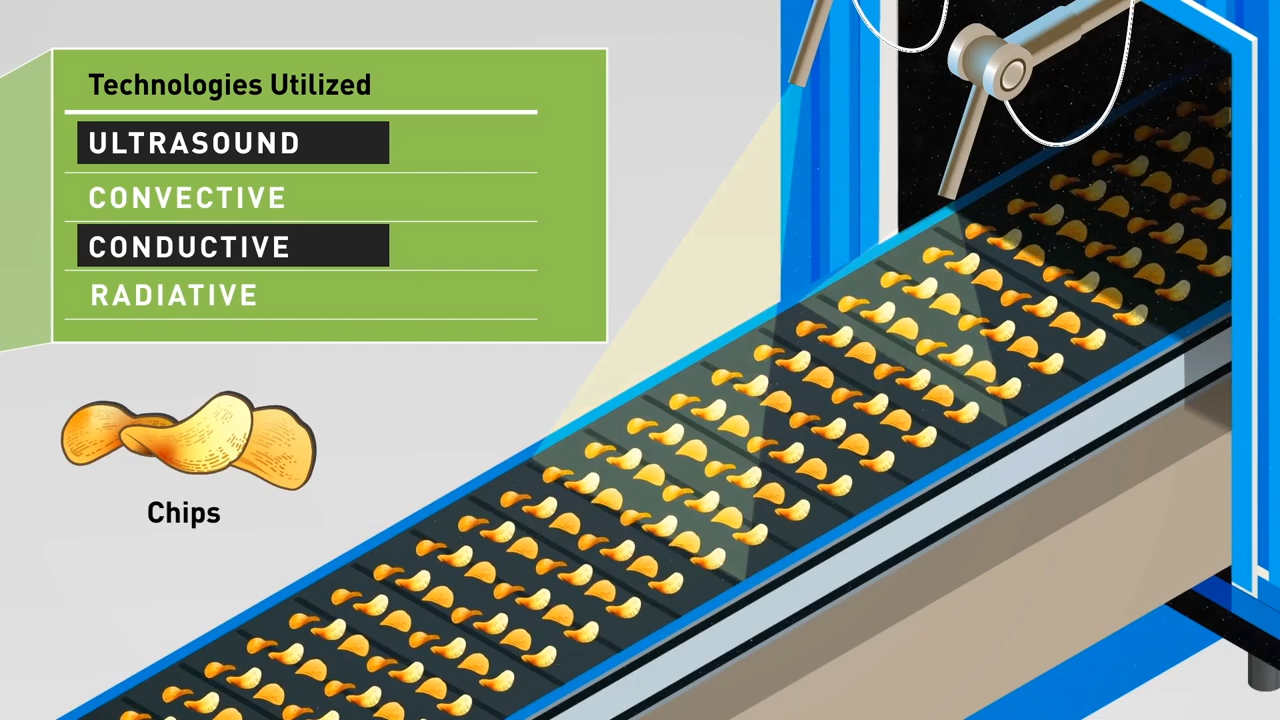 Technologies Utilized
ULTRASOUND
CONVECTIVE
CONDUCTIVE
RADIATIVE
Chips